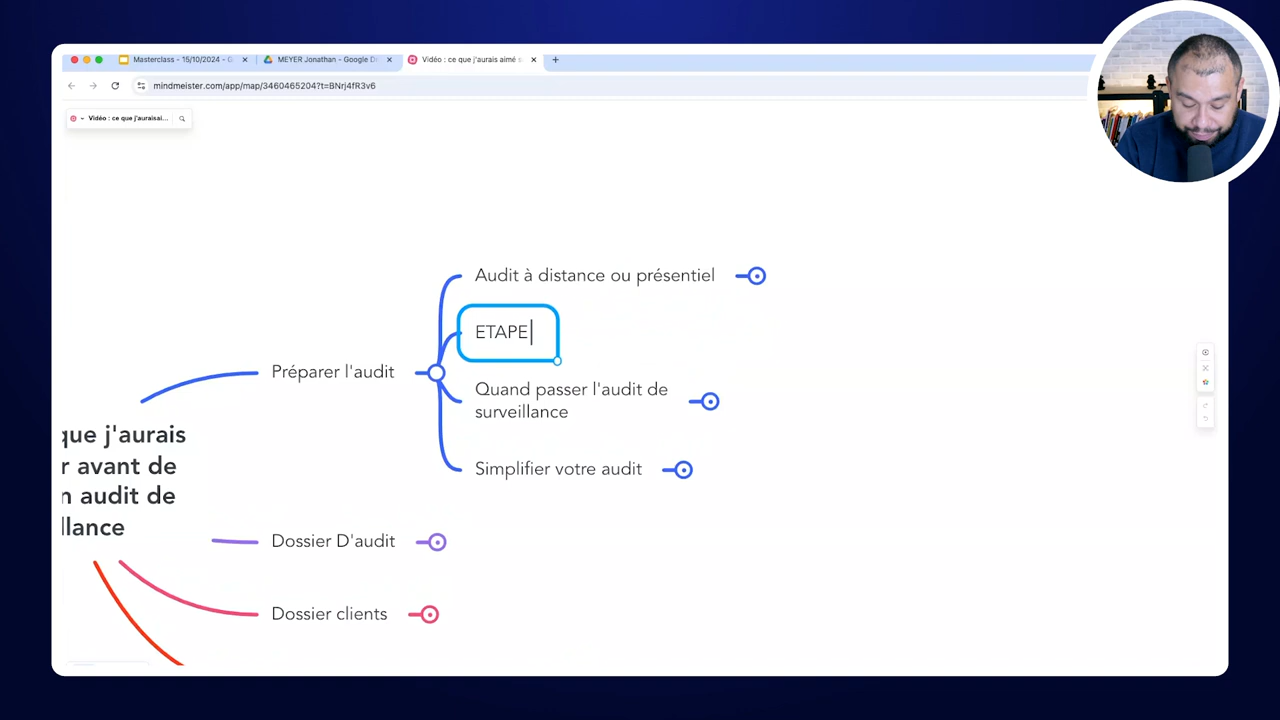 Masterclass - 15/10/2024 - G
MEYER Jonathan - Google D
Vidéo : ce que j'aurais aimé s
mindmeister.com/app/map/3460465204?t=BNrj4fR3v6
Vidéo : ce que j'auraisai...
Audit à distance ou présentiel
ETAPE
Préparer l'audit
Quand passer l'audit de
surveillance
que j'aurais
r avant de
n audit de
llance
Simplifier votre audit
Dossier D'audit
Dossier clients